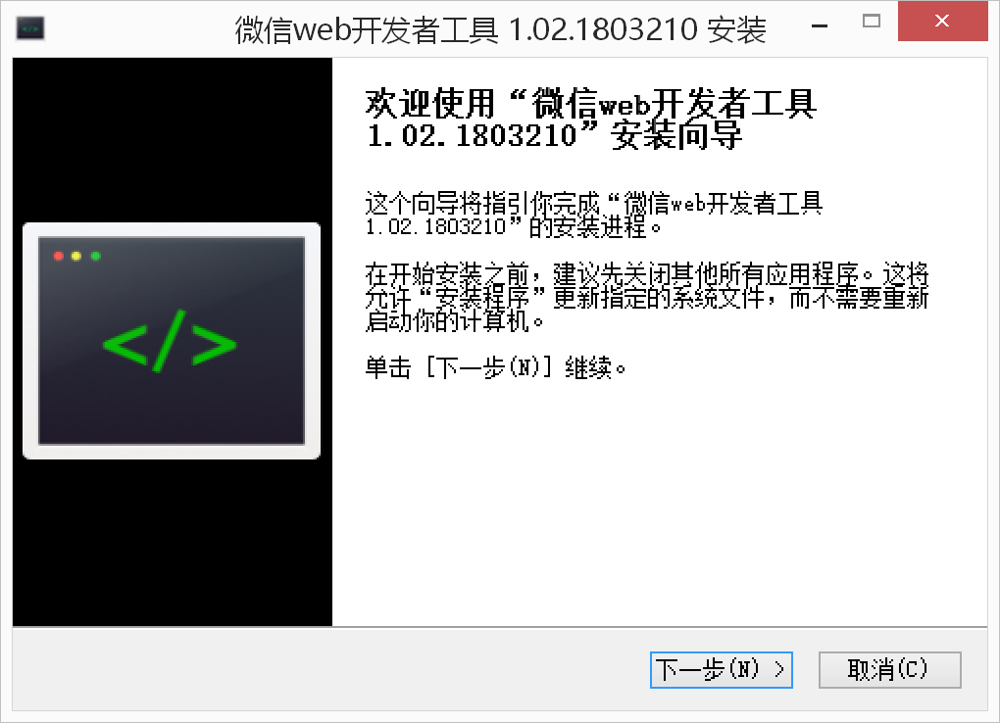 微信web开发者工具 1.02.1803210 安装
</>
欢迎使用“微信web开发者工具
1.02.1803210”安装向导
这个向导将指引你完成“微信web开发者工具
1.02.1803210”的安装进程。
在开始安装之前，建议先关闭其他所有应用程序。这将
允许“安装程序”更新指定的系统文件，而不需要重新
启动你的计算机。
单击 [下一步(N)] 继续。
下一步(N) >
取消(C)